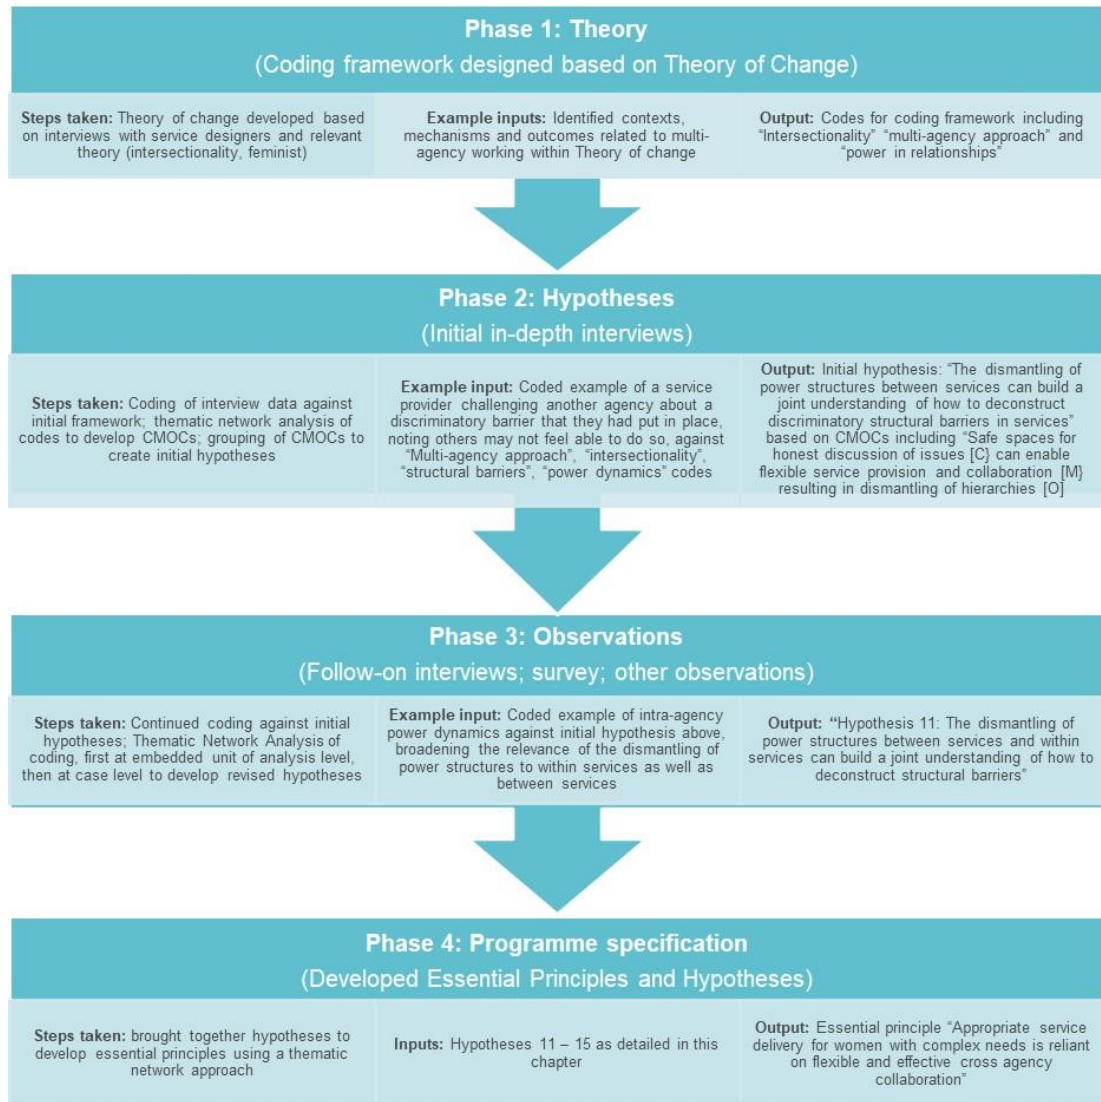 Phase 1: Theory
(Coding framework designed based on Theory of Change)
Steps taken: Theory of change developed based
on interviews with service designers and relevant
theory (intersectionality, feminist)
Example inputs: Identified contexts,
mechanisms and outcomes related to multi-
agency working within Theory of change
Output: Codes for coding framework including
“Intersectionality” “multi-agency approach” and
“power in relationships”
Phase 2: Hypotheses
(Initial in-depth interviews)
Steps taken: Coding of interview data against
initial framework; thematic network analysis of
codes to develop CMOCs; grouping of CMOCs to
create initial hypotheses
Example input: Coded example of a service
provider challenging another agency about a
discriminatory barrier that they had put in place,
noting others may not feel able to do so, against
“Multi-agency approach”, “intersectionality”,
“structural barriers”, “power dynamics” codes
Output: Initial hypothesis: “The dismantling of
power structures between services can build a
joint understanding of how to deconstruct
discriminatory structural barriers in services”
based on CMOCs including “Safe spaces for
honest discussion of issues [C} can enable
flexible service provision and collaboration [M}
resulting in dismantling of hierarchies [O]
Phase 3: Observations
(Follow-on interviews; survey; other observations)
Steps taken: Continued coding against initial
hypotheses; Thematic Network Analysis of
coding, first at embedded unit of analysis level,
then at case level to develop revised hypotheses
Example input: Coded example of intra-agency
power dynamics against initial hypothesis above,
broadening the relevance of the dismantling of
power structures to within services as well as
between services
Output: “Hypothesis 11: The dismantling of
power structures between services and within
services can build a joint understanding of how to
deconstruct structural barriers”
Phase 4: Programme specification
(Developed Essential Principles and Hypotheses)
Steps taken: brought together hypotheses to
develop essential principles using a thematic
network approach
Inputs: Hypotheses 11 – 15 as detailed in this
chapter
Output: Essential principle “Appropriate service
delivery for women with complex needs is reliant
on flexible and effective cross agency
collaboration”